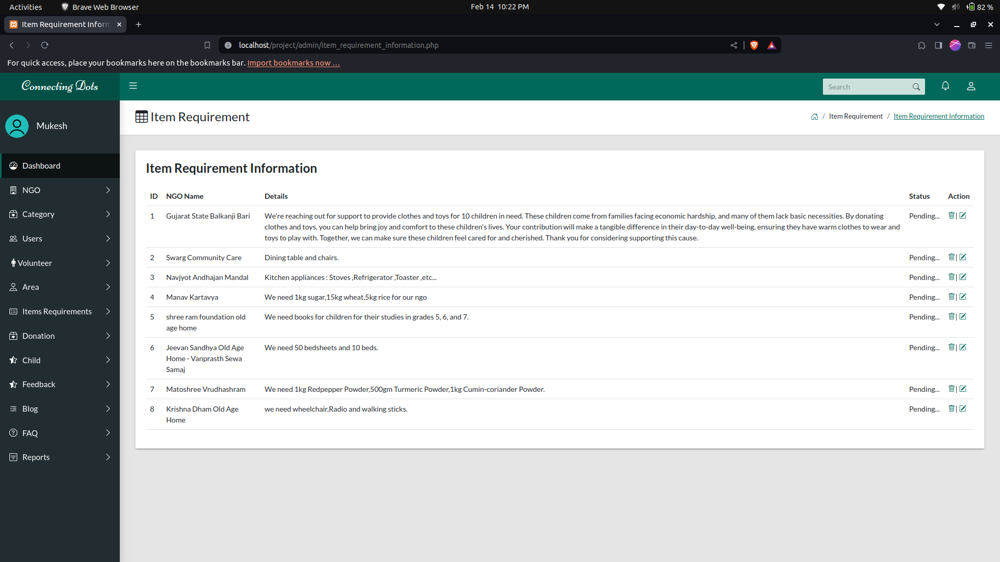 Activities Brave Web Browser Feb 14 10:22 PM 82 %
Item Requirement Inform
localhost/project/admin/item_requirement_information.php
For quick access, place your bookmarks here on the bookmarks bar. Import bookmarks now ...
Connecting Dots Search
Mukesh
Item Requirement
/ Item Requirement / Item Requirement Information
Dashboard
NGO
Category
Users
Volunteer
Area
Items Requirements
Donation
Child
Feedback
Blog
FAQ
Reports
Item Requirement Information
ID NGO Name Details Status Action
1 Gujarat State Balkanji Bari We're reaching out for support to provide clothes and toys for 10 children in need. These children come from families facing economic hardship, and many of them lack basic necessities. By donating Pending... |
clothes and toys, you can help bring joy and comfort to these children's lives. Your contribution will make a tangible difference in their day-to-day well-being, ensuring they have warm clothes to wear and
toys to play with. Together, we can make sure these children feel cared for and cherished. Thank you for considering supporting this cause.
2 Swarg Community Care Dining table and chairs. Pending... |
3 Navjyot Andhajan Mandal Kitchen appliances : Stoves ,Refrigerator ,Toaster ,etc... Pending... |
4 Manav Kartavya We need 1kg sugar,15kg wheat,5kg rice for our ngo Pending... |
5 shree ram foundation old We need books for children for their studies in grades 5, 6, and 7. Pending... |
age home
6 Jeevan Sandhya Old Age We need 50 bedsheets and 10 beds. Pending... |
Home - Vanprasth Sewa
Samaj
7 Matoshree Vrudhashram We need 1kg Redpepper Powder,500gm Turmeric Powder,1kg Cumin-coriander Powder. Pending... |
8 Krishna Dham Old Age we need wheelchair,Radio and walking sticks. Pending... |
Home